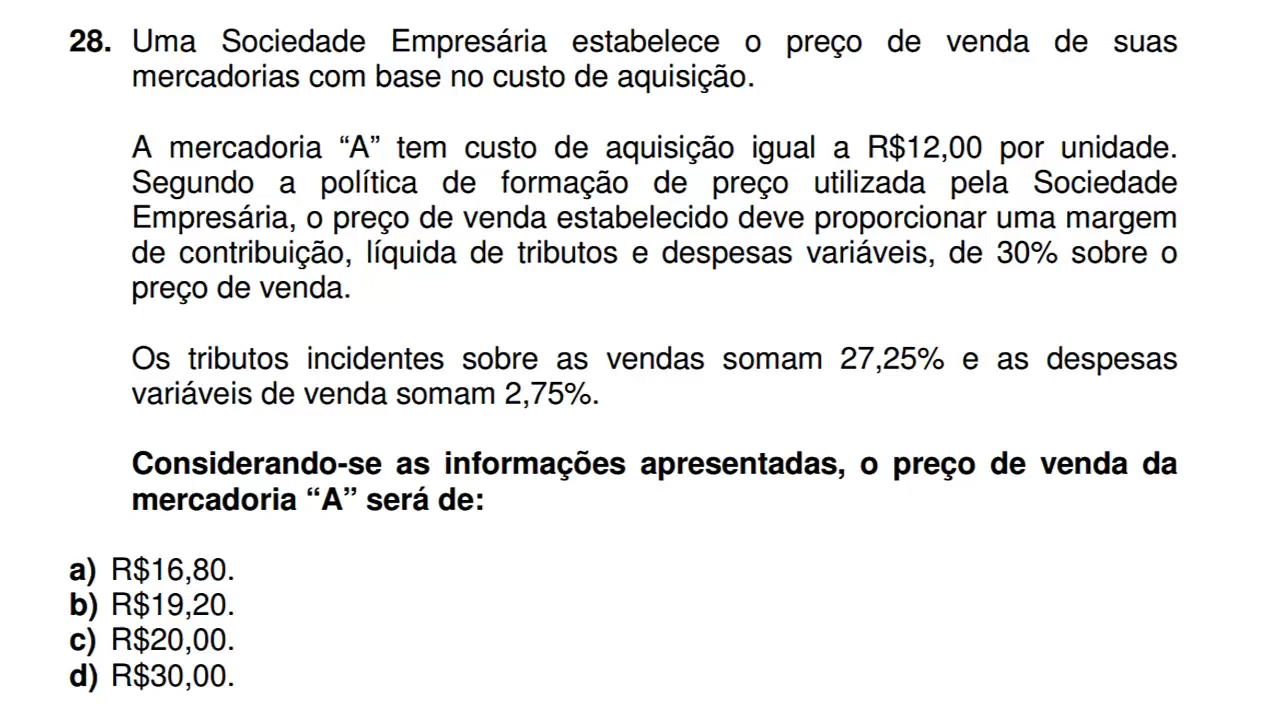 28. Uma Sociedade Empresária estabelece o preço de venda de suas
mercadorias com base no custo de aquisição.
A mercadoria “A” tem custo de aquisição igual a R$12,00 por unidade.
Segundo a política de formação de preço utilizada pela Sociedade
Empresária, o preço de venda estabelecido deve proporcionar uma margem
de contribuição, líquida de tributos e despesas variáveis, de 30% sobre o
preço de venda.
Os tributos incidentes sobre as vendas somam 27,25% e as despesas
variáveis de venda somam 2,75%.
Considerando-se as informações apresentadas, o preço de venda da
mercadoria “A” será de:
a) R$16,80.
b) R$19,20.
c) R$20,00.
d) R$30,00.